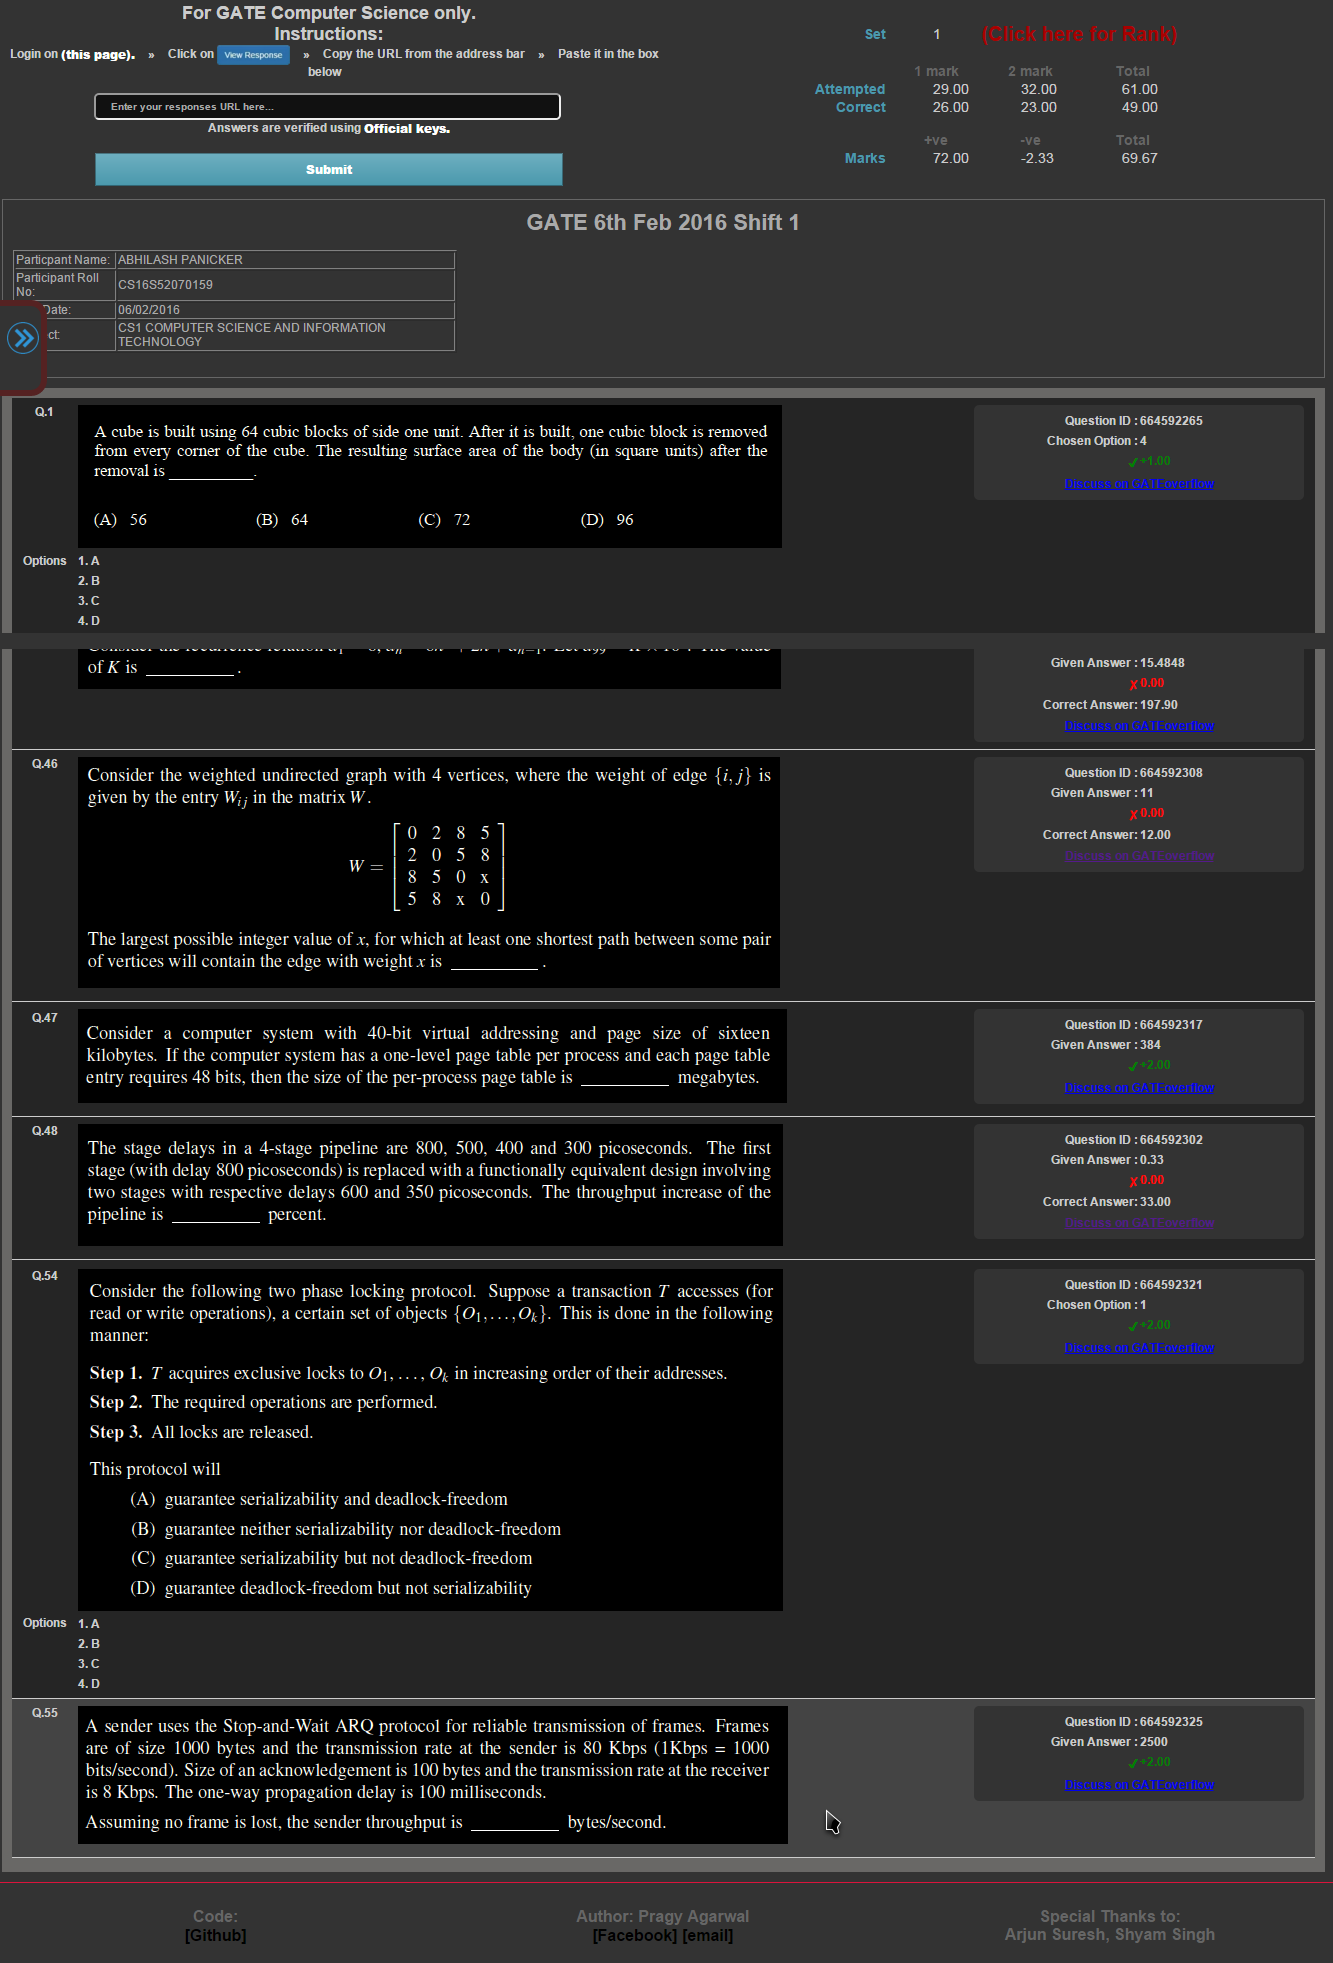 For GATE Computer Science only.
Instructions:
Login on (this page). » Click on View Response » Copy the URL from the address bar » Paste it in the box
below
Enter your responses URL here...
Answers are verified using Official keys.
Submit
Set 1 (Click here for Rank)
1 mark 2 mark Total
Attempted 29.00 32.00 61.00
Correct 26.00 23.00 49.00
+ve -ve Total
Marks 72.00 -2.33 69.67
GATE 6th Feb 2016 Shift 1
Particpant Name: ABHILASH PANICKER
Participant Roll
No: CS16S52070159
Date: 06/02/2016
ct: CS1 COMPUTER SCIENCE AND INFORMATION
TECHNOLOGY
Q.1
A cube is built using 64 cubic blocks of side one unit. After it is built, one cubic block is removed
from every corner of the cube. The resulting surface area of the body (in square units) after the
removal is __________.
(A) 56 (B) 64 (C) 72 (D) 96
Question ID : 664592265
Chosen Option : 4
✔+1.00
Discuss on GATEoverflow
Options 1. A
2. B
3. C
4. D
of K is __________ .
Given Answer : 15.4848
✘0.00
Correct Answer: 197.90
Discuss on GATEoverflow
Q.46
Consider the weighted undirected graph with 4 vertices, where the weight of edge {i, j} is
given by the entry Wij in the matrix W.
0 2 8 5
2 0 5 8
W =
8 5 0 x
5 8 x 0
The largest possible integer value of x, for which at least one shortest path between some pair
of vertices will contain the edge with weight x is __________ .
Question ID : 664592308
Given Answer : 11
✘0.00
Correct Answer: 12.00
Discuss on GATEoverflow
Q.47
Consider a computer system with 40-bit virtual addressing and page size of sixteen
kilobytes. If the computer system has a one-level page table per process and each page table
entry requires 48 bits, then the size of the per-process page table is __________ megabytes.
Question ID : 664592317
Given Answer : 384
✔+2.00
Discuss on GATEoverflow
Q.48
The stage delays in a 4-stage pipeline are 800, 500, 400 and 300 picoseconds. The first
stage (with delay 800 picoseconds) is replaced with a functionally equivalent design involving
two stages with respective delays 600 and 350 picoseconds. The throughput increase of the
pipeline is __________ percent.
Question ID : 664592302
Given Answer : 0.33
✘0.00
Correct Answer: 33.00
Discuss on GATEoverflow
Q.54
Consider the following two phase locking protocol. Suppose a transaction T accesses (for
read or write operations), a certain set of objects {O1,...,Ok}. This is done in the following
manner:
Step 1. T acquires exclusive locks to O1, ..., Ok in increasing order of their addresses.
Step 2. The required operations are performed.
Step 3. All locks are released.
This protocol will
(A) guarantee serializability and deadlock-freedom
(B) guarantee neither serializability nor deadlock-freedom
(C) guarantee serializability but not deadlock-freedom
(D) guarantee deadlock-freedom but not serializability
Question ID : 664592321
Chosen Option : 1
✔+2.00
Discuss on GATEoverflow
Options 1. A
2. B
3. C
4. D
Q.55
A sender uses the Stop-and-Wait ARQ protocol for reliable transmission of frames. Frames
are of size 1000 bytes and the transmission rate at the sender is 80 Kbps (1Kbps = 1000
bits/second). Size of an acknowledgement is 100 bytes and the transmission rate at the receiver
is 8 Kbps. The one-way propagation delay is 100 milliseconds.
Assuming no frame is lost, the sender throughput is __________ bytes/second.
Question ID : 664592325
Given Answer : 2500
✔+2.00
Discuss on GATEoverflow
Code:
[Github]
Author: Pragy Agarwal
[Facebook] [email]
Special Thanks to:
Arjun Suresh, Shyam Singh